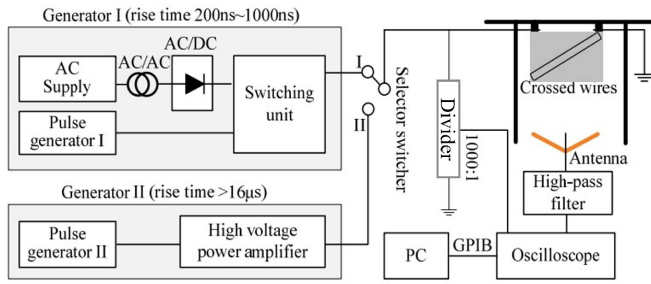 Generator I (rise time 200ns~1000ns)
AC/DC
AC/AC
AC
Supply
Switching
unit
Pulse
generator I
I
II
Selector switcher
Divider
1000:1
Crossed wires
Antenna
High-pass
filter
Generator II (rise time >16μs)
Pulse
generator II
High voltage
power amplifier
PC
GPIB
Oscilloscope